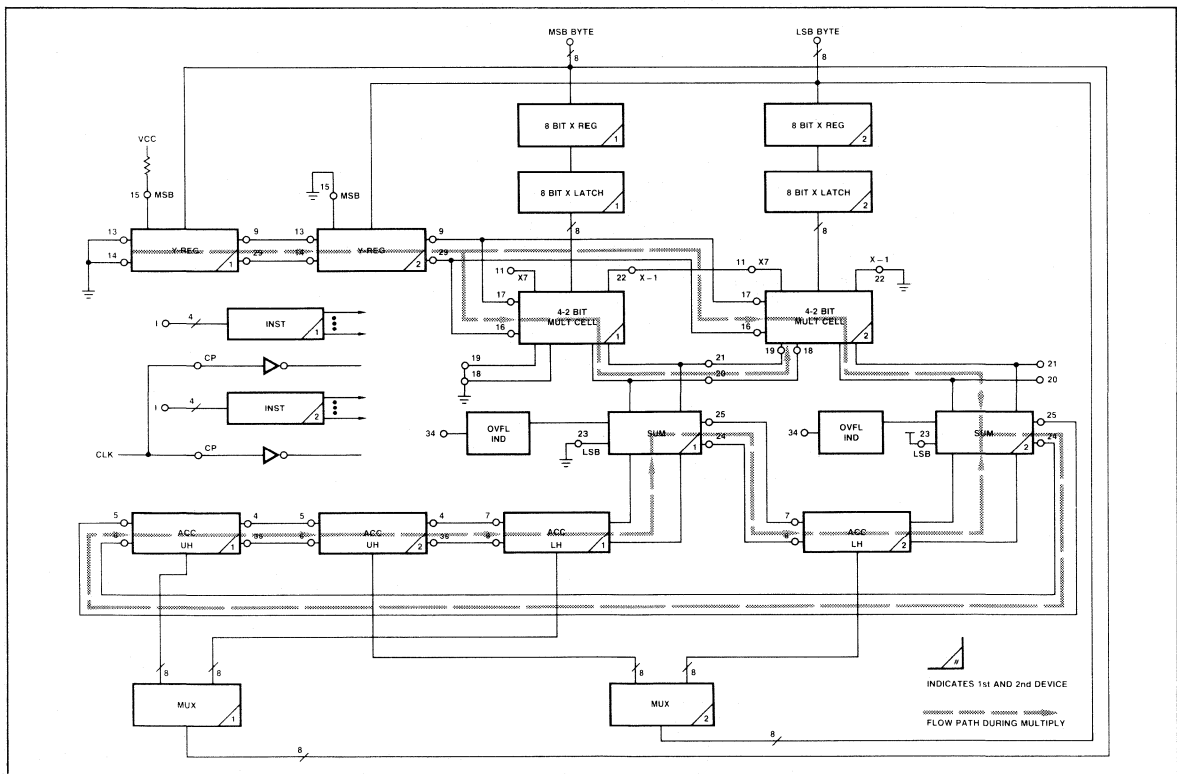 MSB BYTE
LSB BYTE
8
8
8 BIT X REG
1
8 BIT X REG
2
VCC
15 MSB
15 MSB
8 BIT X LATCH
1
8 BIT X LATCH
2
13
14
Y-REG
1
9
29
13
14
Y-REG
2
9
29
8
8
11 X7
22 X-1
11 X7
X-1
22
17
16
4-2 BIT
MULT CELL
1
17
16
4-2 BIT
MULT CELL
2
I 4
INST
1
19
18
21
20
19 18
21
20
CP
I 4
INST
2
CLK
CP
34
OVFL
IND
23
LSB
SUM
1
25
24
34
OVFL
IND
23
LSB
SUM
2
25
24
5
6
ACC
UH
1
4
36
5
6
ACC
UH
2
4
36
7
6
ACC
LH
1
7
6
ACC
LH
2
8
8
8
8
MUX
1
MUX
2
8
8
#
INDICATES 1st AND 2nd DEVICE
FLOW PATH DURING MULTIPLY